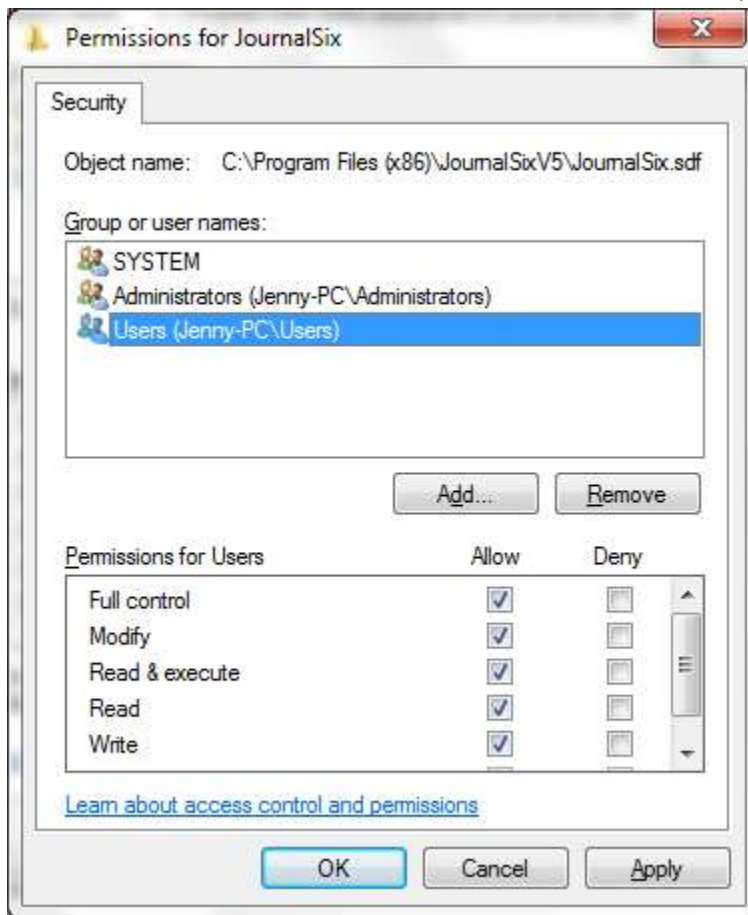 Permissions for JournalSix
Security
Object name: C:\Program Files (x86)\JournalSixV5\JournalSix.sdf
Group or user names:
SYSTEM
Administrators (Jenny-PC\Administrators)
Users (Jenny-PC\Users)
Add... Remove
Permissions for Users Allow Deny
Full control
Modify
Read & execute
Read
Write
Learn about access control and permissions
OK Cancel Apply